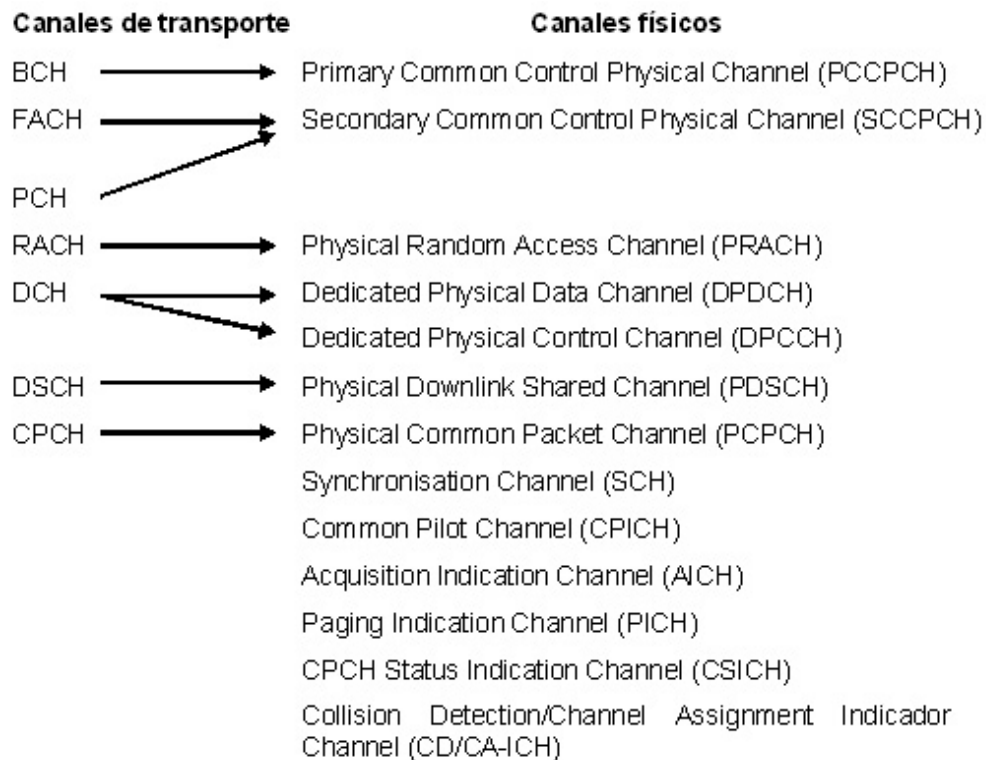 Canales de transporte Canales físicos
BCH Primary Common Control Physical Channel (PCCPCH)
FACH Secondary Common Control Physical Channel (SCCPCH)
PCH
RACH Physical Random Access Channel (PRACH)
DCH Dedicated Physical Data Channel (DPDCH)
Dedicated Physical Control Channel (DPCCH)
DSCH Physical Downlink Shared Channel (PDSCH)
CPCH Physical Common Packet Channel (PCPCH)
Synchronisation Channel (SCH)
Common Pilot Channel (CPICH)
Acquisition Indication Channel (AICH)
Paging Indication Channel (PICH)
CPCH Status Indication Channel (CSICH)
Collision Detection/Channel Assignment Indicador
Channel (CD/CA-ICH)